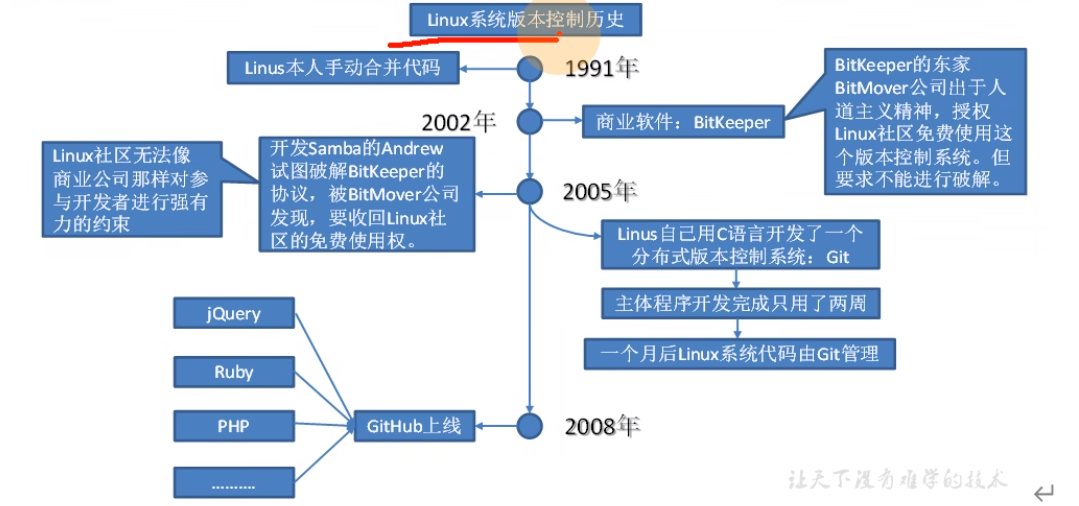 Linux系统版本控制历史
Linus本人手动合并代码
1991年
2002年
商业软件：BitKeeper
BitKeeper的东家
BitMover公司出于人
道主义精神，授权
Linux社区免费使用这
个版本控制系统。但
要求不能进行破解。
Linux社区无法像
商业公司那样对参
与开发者进行强有
力的约束
开发Samba的Andrew
试图破解BitKeeper的
协议，被BitMover公司
发现，要收回Linux社
区的免费使用权。
2005年
Linus自己用C语言开发了一个
分布式版本控制系统：Git
主体程序开发完成只用了两周
一个月后Linux系统代码由Git管理
jQuery
Ruby
PHP
..........
GitHub上线
2008年
让天下没有难学的技术